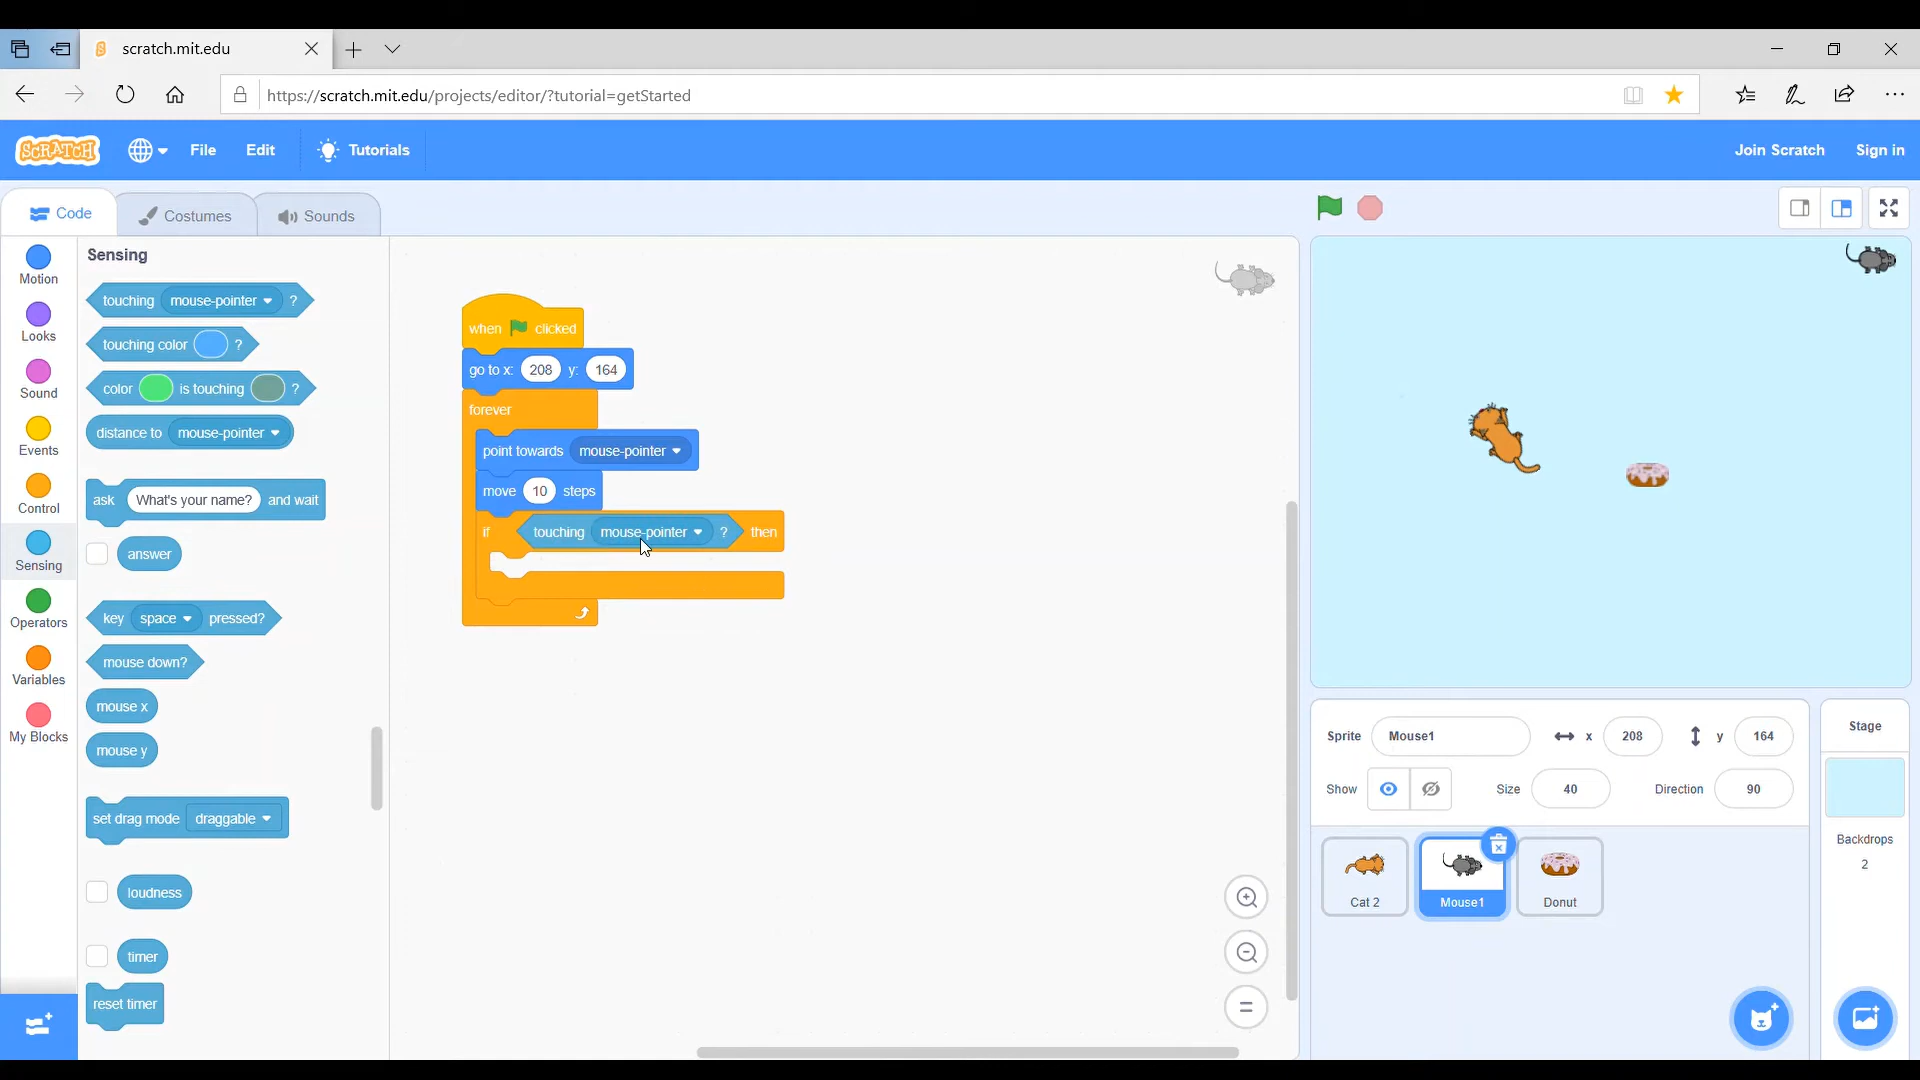 scratch.mit.edu
https://scratch.mit.edu/projects/editor/?tutorial=getStarted
SCRATCH File Edit Tutorials Join Scratch Sign in
Code Costumes Sounds
Motion
Looks
Sound
Events
Control
Sensing
Operators
Variables
My Blocks
Sensing
touching mouse-pointer ?
touching color ?
color is touching ?
distance to mouse-pointer
ask What's your name? and wait
answer
key space pressed?
mouse down?
mouse x
mouse y
set drag mode draggable
loudness
timer
reset timer
when clicked
go to x: 208 y: 164
forever
point towards mouse-pointer
move 10 steps
if touching mouse-pointer ? then
Sprite Mouse1 x 208 y 164
Show Size 40 Direction 90
Cat 2
Mouse1
Donut
Stage
Backdrops
2